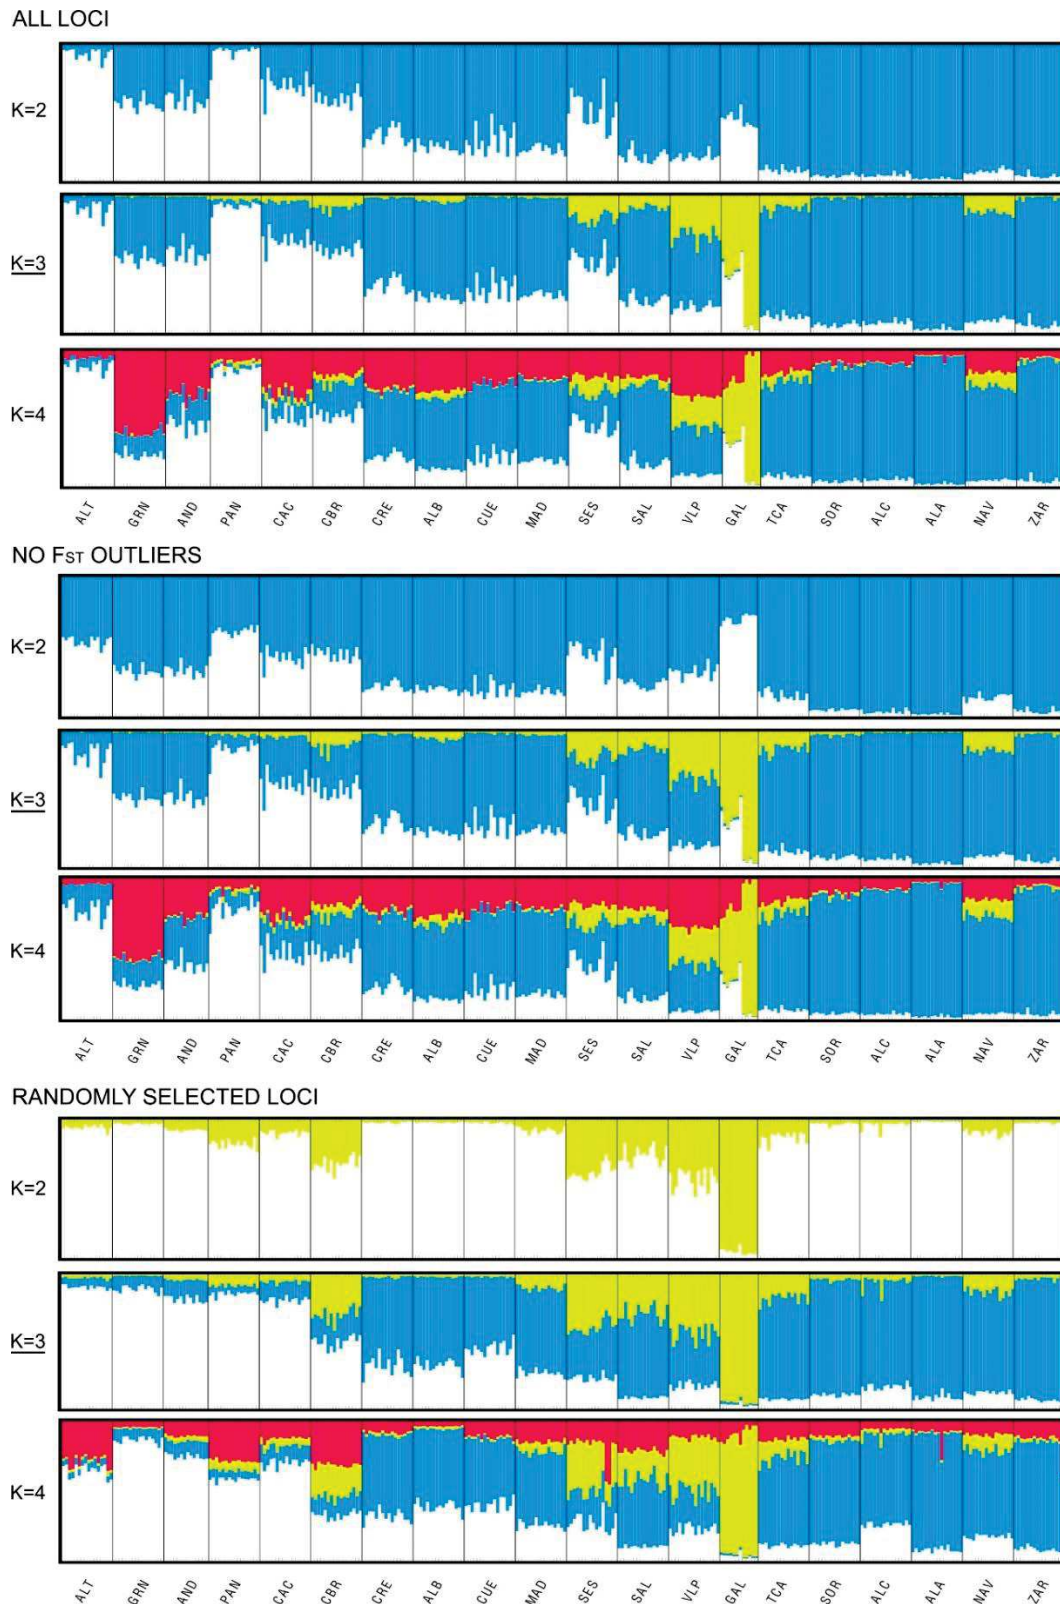 ALL LOCI
K=2
K=3
K=4
ALT GRN AND PAN CAC CBR CRE ALB CUE MAD SES SAL VLP GAL TCA SOR ALC ALA NAV ZAR
NO FST OUTLIERS
K=2
K=3
K=4
ALT GRN AND PAN CAC CBR CRE ALB CUE MAD SES SAL VLP GAL TCA SOR ALC ALA NAV ZAR
RANDOMLY SELECTED LOCI
K=2
K=3
K=4
ALT GRN AND PAN CAC CBR CRE ALB CUE MAD SES SAL VLP GAL TCA SOR ALC ALA NAV ZAR